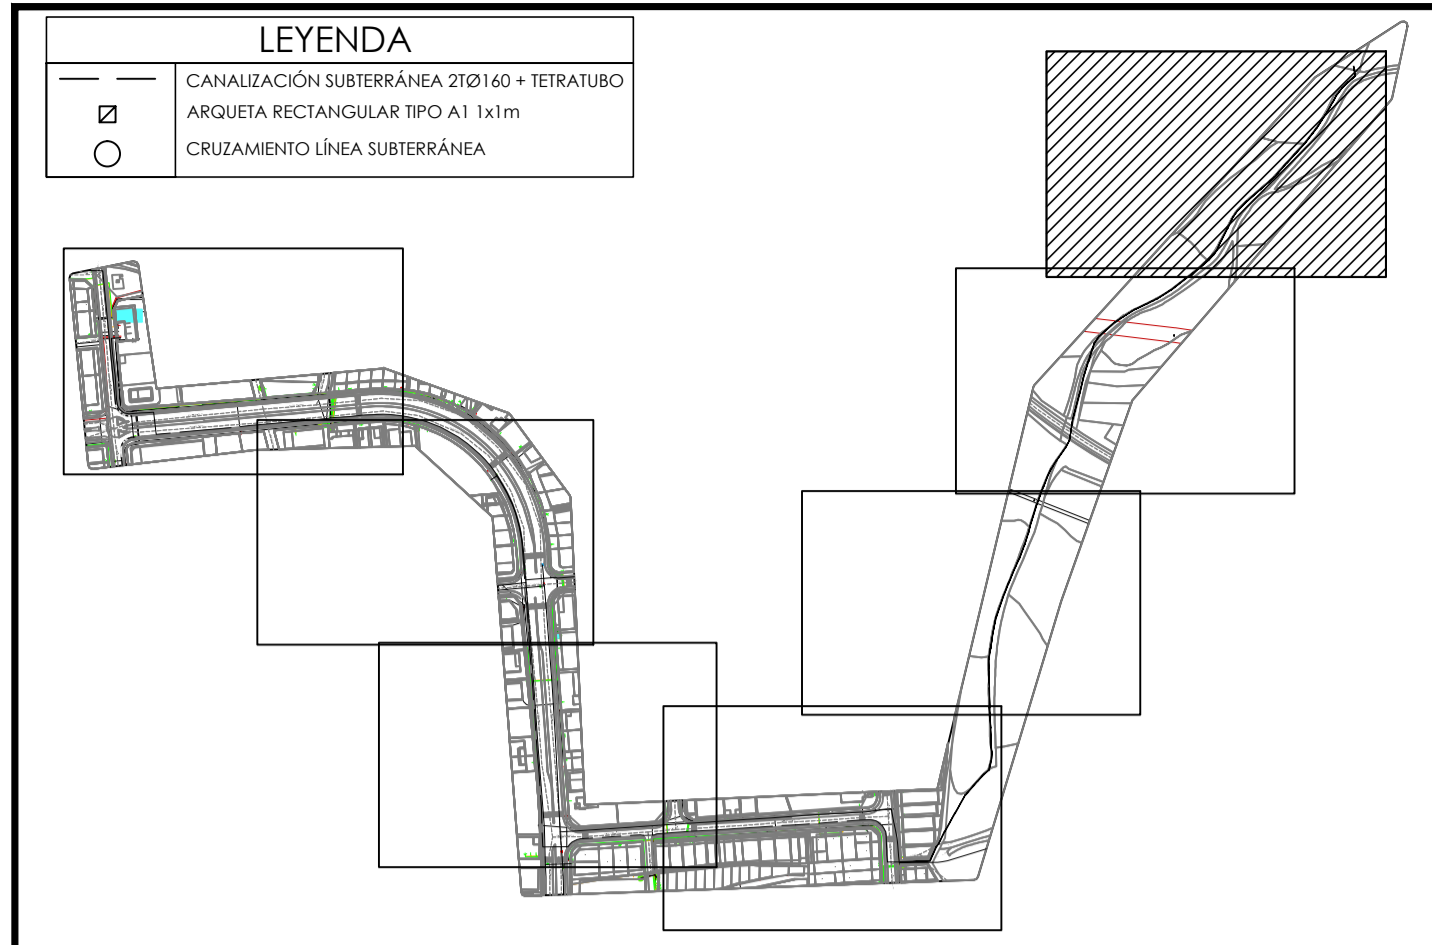 LEYENDA
CANALIZACIÓN SUBTERRÁNEA 2TØ160 + TETRATUBO
ARQUETA RECTANGULAR TIPO A1 1x1m
CRUZAMIENTO LÍNEA SUBTERRÁNEA